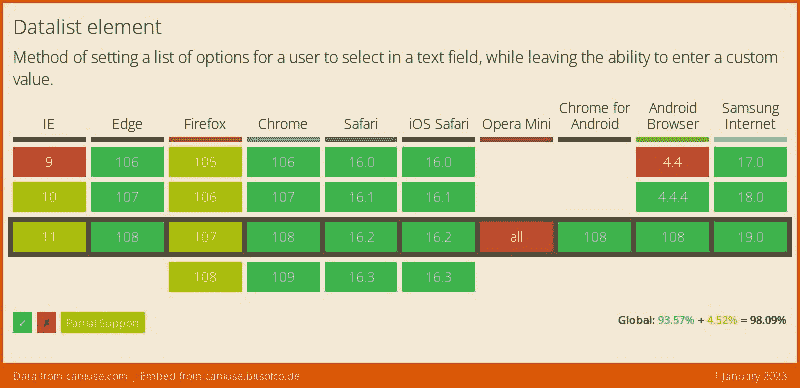 Datalist element
Method of setting a list of options for a user to select in a text field, while leaving the ability to enter a custom
value.
IE Edge Firefox Chrome Safari iOS Safari Opera Mini Chrome for Android Android Browser Samsung Internet
9 106 105 106 16.0 16.0 4.4 17.0
10 107 106 107 16.1 16.1 4.4.4 18.0
11 108 107 108 16.2 16.2 all 108 108 19.0
108 109 16.3 16.3
✓ ✗ Partial Support
Global: 93.57% + 4.52% = 98.09%
Data from caniuse.com | Embed from caniuse.bitsofco.de
1 January 2023